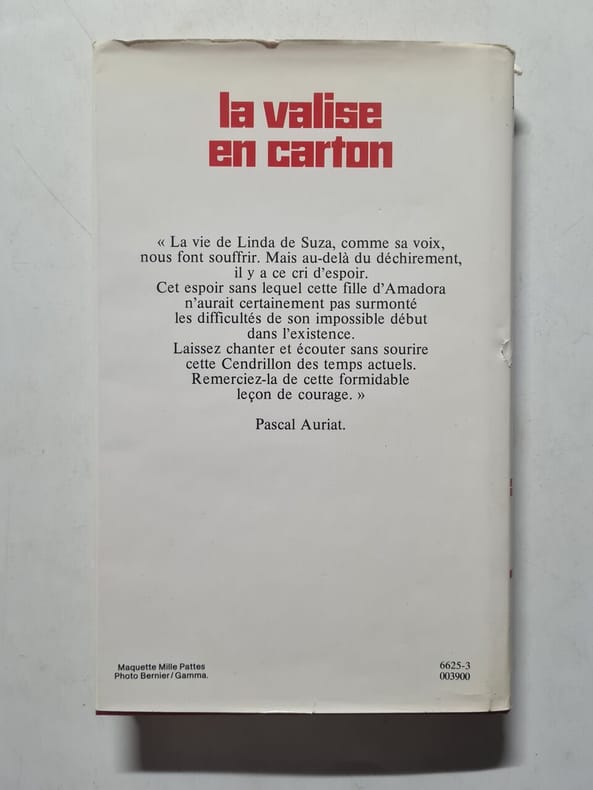 la valise
en carton
« La vie de Linda de Suza, comme sa voix,
nous font souffrir. Mais au-delà du déchirement,
il y a ce cri d'espoir.
Cet espoir sans lequel cette fille d'Amadora
n'aurait certainement pas surmonté
les difficultés de son impossible début
dans l'existence.
Laissez chanter et écouter sans sourire
cette Cendrillon des temps actuels.
Remerciez-la de cette formidable
leçon de courage. »
Pascal Auriat.
Maquette Mille Pattes
Photo Bernier/Gamma.
6625-3
003900